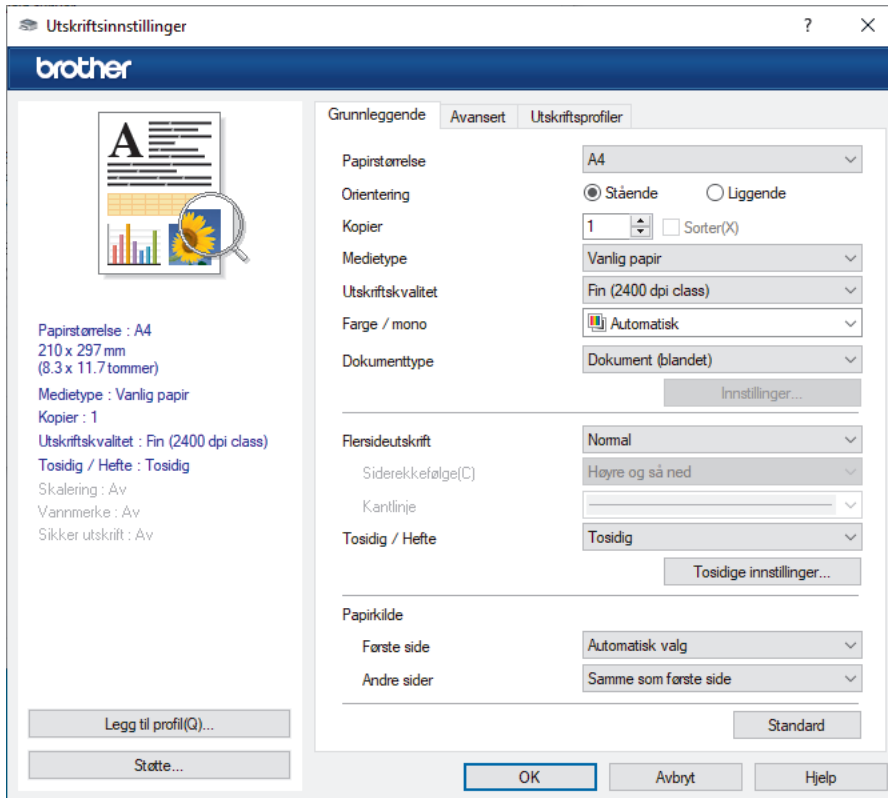 Utskriftsinnstillinger
brother
A
Papirstørrelse : A4
210 x 297 mm
(8.3 x 11.7 tommer)
Medietype : Vanlig papir
Kopier : 1
Utskriftskvalitet : Fin (2400 dpi class)
Tosidig / Hefte : Tosidig
Skalering : Av
Vannmerke : Av
Sikker utskrift : Av
Legg til profil(Q)...
Støtte...
Grunnleggende Avansert Utskriftsprofiler
Papirstørrelse A4
Orientering Stående Liggende
Kopier 1 Sorter(X)
Medietype Vanlig papir
Utskriftskvalitet Fin (2400 dpi class)
Farge / mono Automatisk
Dokumenttype Dokument (blandet)
Innstillinger...
Flersideutskrift Normal
Siderekkefølge(C) Høyre og så ned
Kantlinje
Tosidig / Hefte Tosidig
Tosidige innstillinger...
Papirkilde
Første side Automatisk valg
Andre sider Samme som første side
Standard
OK Avbryt Hjelp